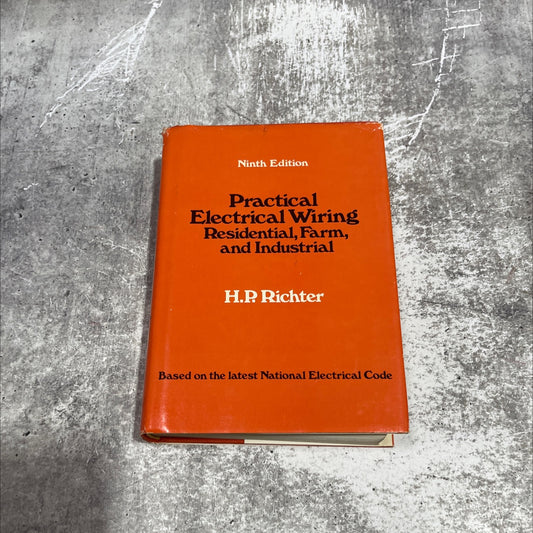 Ninth Edition
Practical
Electrical Wiring
Residential, Farm,
and Industrial
H.P. Richter
Based on the latest National Electrical Code